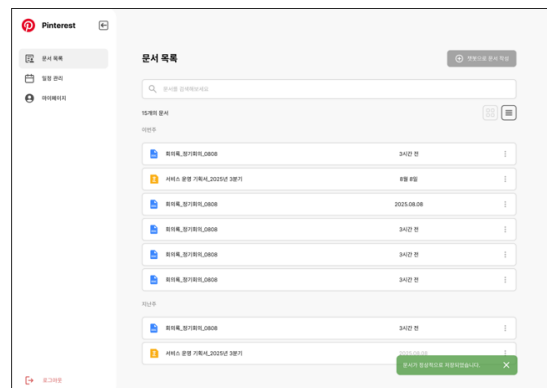 Pinterest
문서 목록
일정 관리
마이페이지
로그아웃
문서 목록
챗봇으로 문서 작성
문서를 검색해보세요
15개의 문서
이번주
회의록_정기회의_0808
3시간 전
서비스 운영 기획서_2025년 3분기
8월 8일
회의록_정기회의_0808
2025.08.08
회의록_정기회의_0808
3시간 전
회의록_정기회의_0808
3시간 전
회의록_정기회의_0808
3시간 전
지난주
회의록_정기회의_0808
3시간 전
서비스 운영 기획서_2025년 3분기
2025.08.08
문서가 정상적으로 저장되었습니다.